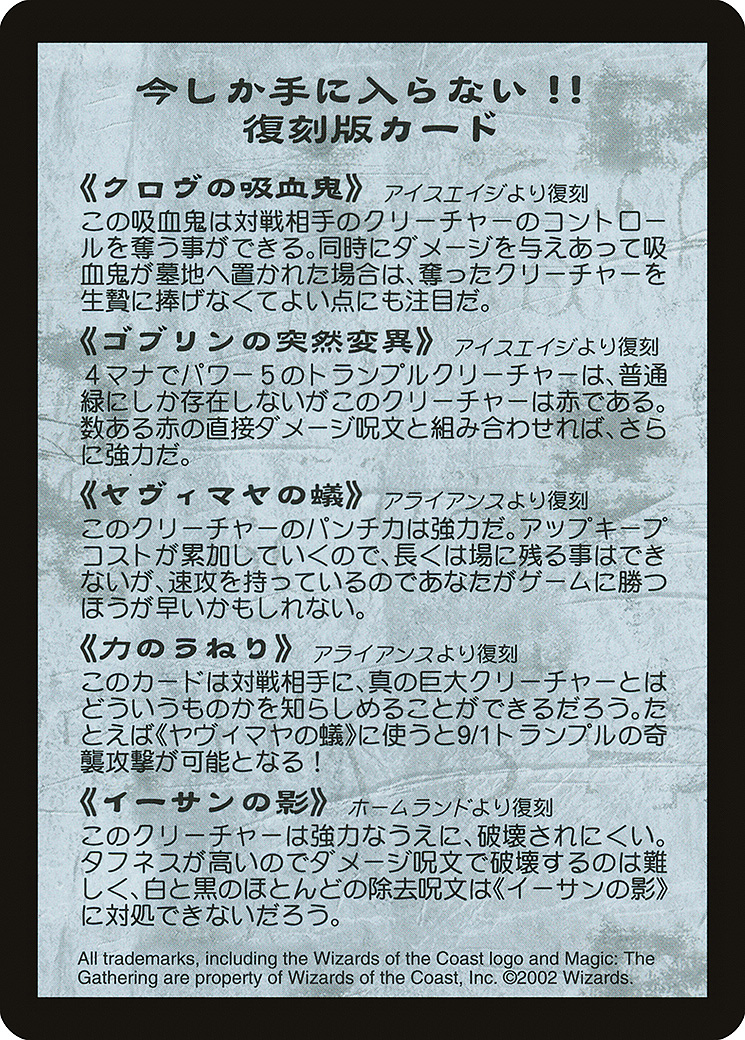 今しか手に入らない!!
復刻版カード
《クロヴの吸血鬼》 アイスエイジより復刻
この吸血鬼は対戦相手のクリーチャーのコントロー
ルを奪う事ができる。同時にダメージを与えあって吸
血鬼が墓地へ置かれた場合は、奪ったクリーチャーを
生贄に捧げなくてよい点にも注目だ。
《ゴブリンの突然変異》 アイスエイジより復刻
4マナでパワー5のトランプルクリーチャーは、普通
緑にしか存在しないがこのクリーチャーは赤である。
数ある赤の直接ダメージ呪文と組み合わせれば、さら
に強力だ。
《ヤヴィマヤの蟻》 アライアンスより復刻
このクリーチャーのパンチ力は強力だ。アップキープ
コストが累加していくので、長くは場に残る事はでき
ないが、速攻を持っているのであなたがゲームに勝つ
ほうが早いかもしれない。
《力のうねり》 アライアンスより復刻
このカードは対戦相手に、真の巨大クリーチャーとは
どういうものかを知らしめることができるだろう。た
とえば《ヤヴィマヤの蟻》に使うと9/1トランプルの奇
襲攻撃が可能となる!
《イーサンの影》 ホームランドより復刻
このクリーチャーは強力なうえに、破壊されにくい。
タフネスが高いのでダメージ呪文で破壊するのは難
しく、白と黒のほとんどの除去呪文は《イーサンの影》
に対処できないだろう。
All trademarks, including the Wizards of the Coast logo and Magic: The
Gathering are property of Wizards of the Coast, Inc. ©2002 Wizards.